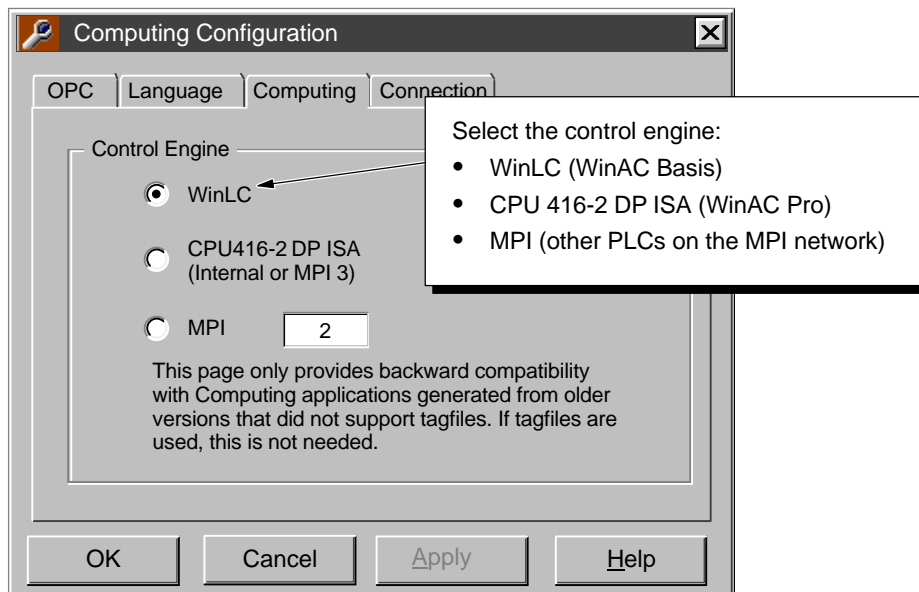 Computing Configuration
OPC Language Computing Connection
Select the control engine:
• WinLC (WinAC Basis)
• CPU 416-2 DP ISA (WinAC Pro)
• MPI (other PLCs on the MPI network)
Control Engine
WinLC
CPU416-2 DP ISA
(Internal or MPI 3)
MPI 2
This page only provides backward compatibility
with Computing applications generated from older
versions that did not support tagfiles. If tagfiles are
used, this is not needed.
OK Cancel Apply Help